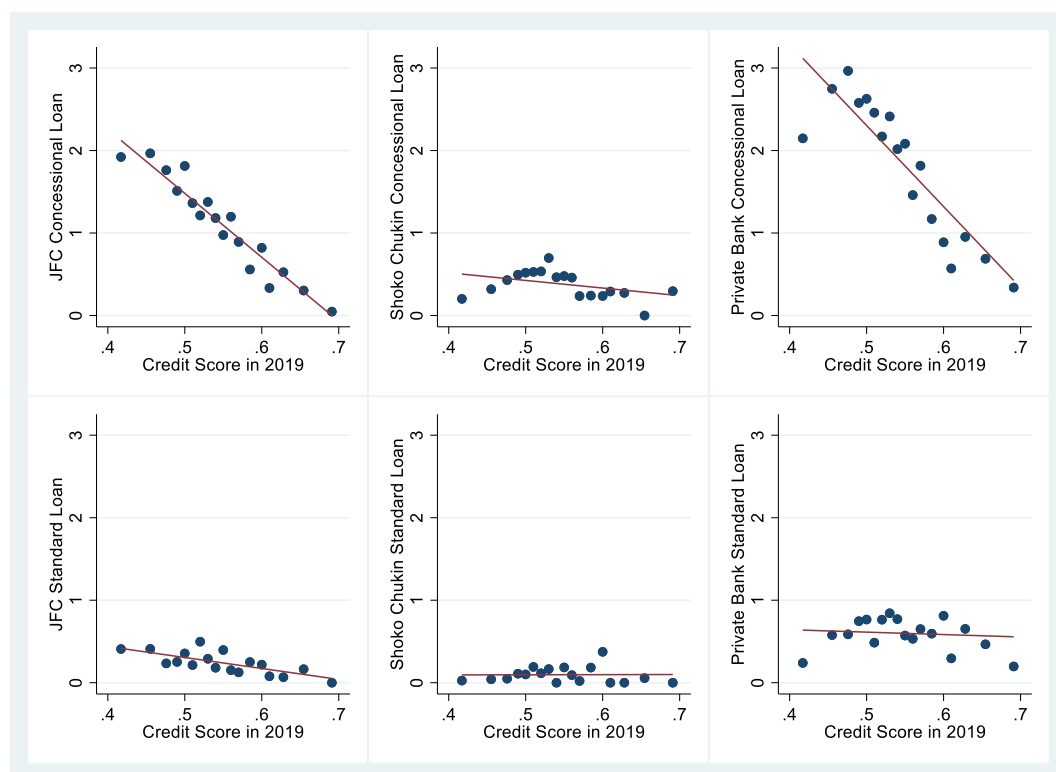 JFC Concessional Loan
3
2
1
0
.4 .5 .6 .7
Credit Score in 2019
Shoko Chukin Concessional Loan
3
2
1
0
.4 .5 .6 .7
Credit Score in 2019
Private Bank Concessional Loan
3
2
1
0
.4 .5 .6 .7
Credit Score in 2019
JFC Standard Loan
3
2
1
0
.4 .5 .6 .7
Credit Score in 2019
Shoko Chukin Standard Loan
3
2
1
0
.4 .5 .6 .7
Credit Score in 2019
Private Bank Standard Loan
3
2
1
0
.4 .5 .6 .7
Credit Score in 2019